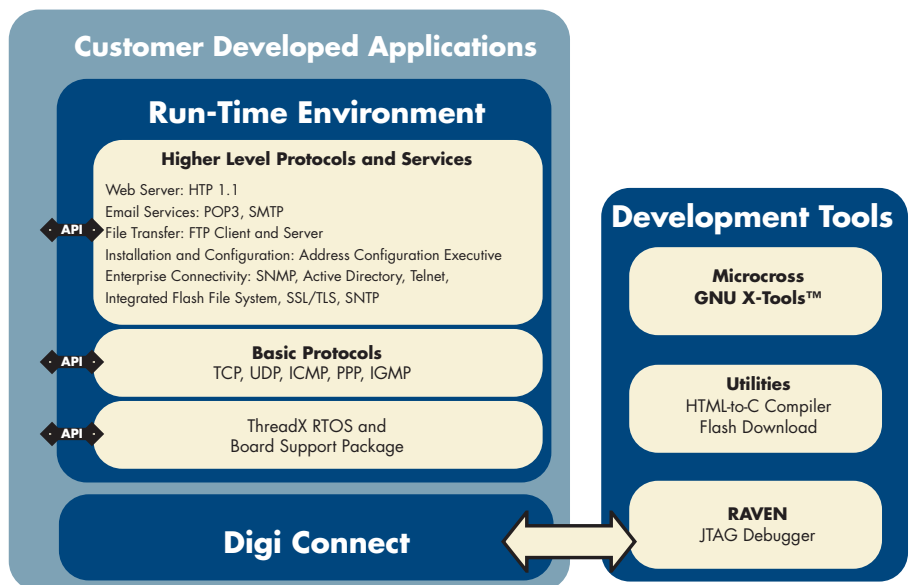 Customer Developed Applications
Run-Time Environment
Higher Level Protocols and Services
Web Server: HTP 1.1
Email Services: POP3, SMTP
API
File Transfer: FTP Client and Server
Installation and Configuration: Address Configuration Executive
Enterprise Connectivity: SNMP, Active Directory, Telnet,
Integrated Flash File System, SSL/TLS, SNTP
API
Basic Protocols
TCP, UDP, ICMP, PPP, IGMP
API
ThreadX RTOS and
Board Support Package
Digi Connect
Development Tools
Microcross
GNU X-Tools™
Utilities
HTML-to-C Compiler
Flash Download
RAVEN
JTAG Debugger